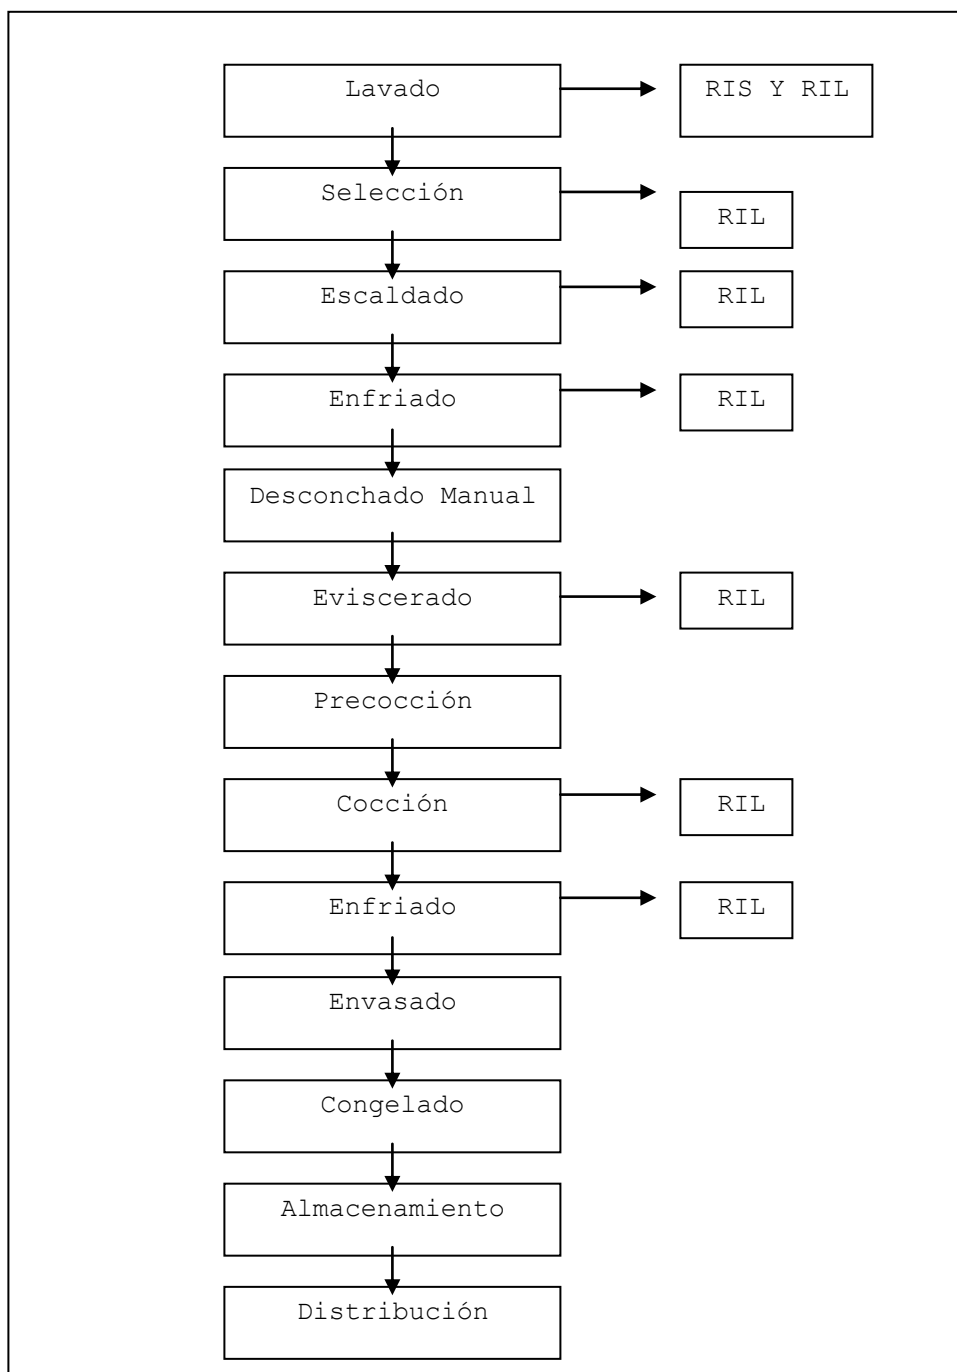 Lavado
RIS Y RIL
Selección
RIL
Escaldado
RIL
Enfriado
RIL
Desconchado Manual
Eviscerado
RIL
Precocción
Cocción
RIL
Enfriado
RIL
Envasado
Congelado
Almacenamiento
Distribución